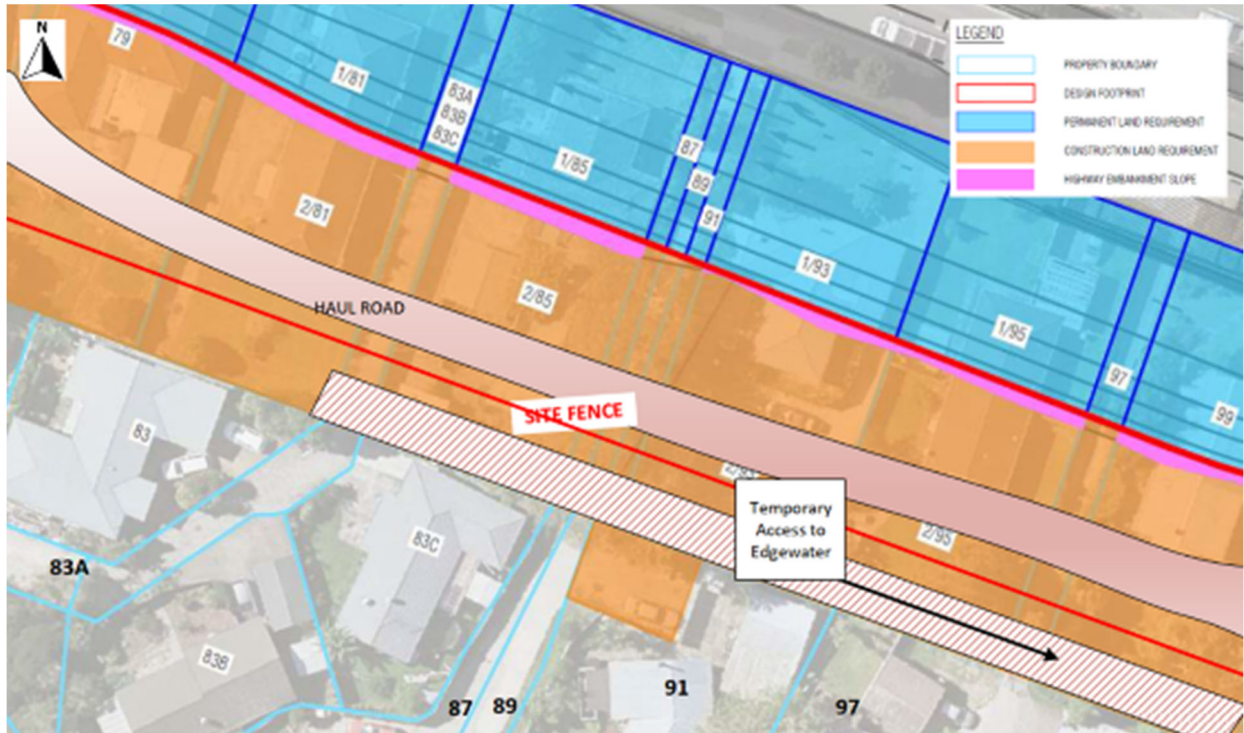 N
79
LEGEND
PROPERTY BOUNDARY
DESIGN FOOTPRINT
PERMANENT LAND REQUIREMENT
CONSTRUCTION LAND REQUIREMENT
HIGHWAY EMBANKMENT SLOPE
1/81
83A
83B
83C
1/85
87
89
91
1/93
1/95
97
99
2/81
2/85
HAUL ROAD
SITE FENCE
Temporary
Access to
Edgewater
2/95
83
83C
83A
83B
87
89
91
97